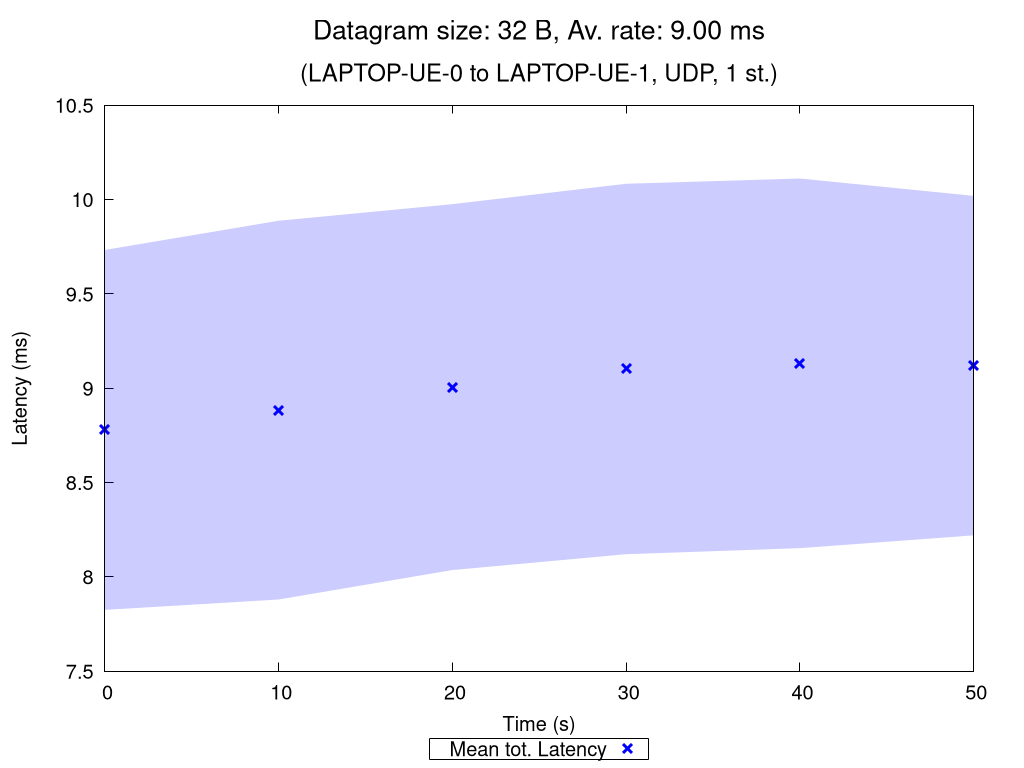 Datagram size: 32 B, Av. rate: 9.00 ms
(LAPTOP-UE-0 to LAPTOP-UE-1, UDP, 1 st.)
10.5
10
9.5
9
8.5
8
7.5
Latency (ms)
0 10 20 30 40 50
Time (s)
Mean tot. Latency